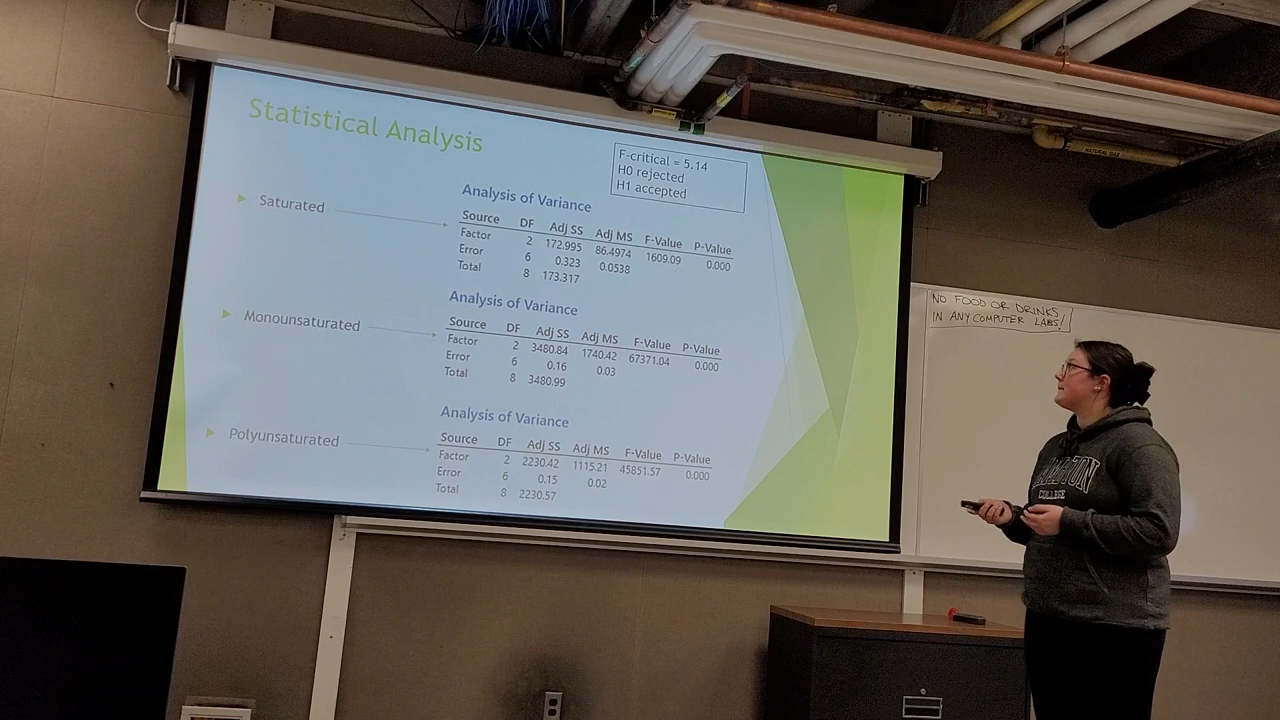 Statistical Analysis
F-critical = 5.14
H0 rejected
H1 accepted
Saturated
Analysis of Variance
Source DF Adj SS Adj MS F-Value P-Value
Factor 2 172.995 86.4974 1609.09 0.000
Error 6 0.323 0.0538
Total 8 173.317
Monounsaturated
Analysis of Variance
Source DF Adj SS Adj MS F-Value P-Value
Factor 2 3480.84 1740.42 67371.04 0.000
Error 6 0.16 0.03
Total 8 3480.99
Polyunsaturated
Analysis of Variance
Source DF Adj SS Adj MS F-Value P-Value
Factor 2 2230.42 1115.21 45851.57 0.000
Error 6 0.15 0.02
Total 8 2230.57
NATURAL GAS
NO FOOD OR DRINKS
IN ANY COMPUTER LABS!
COLLEGE